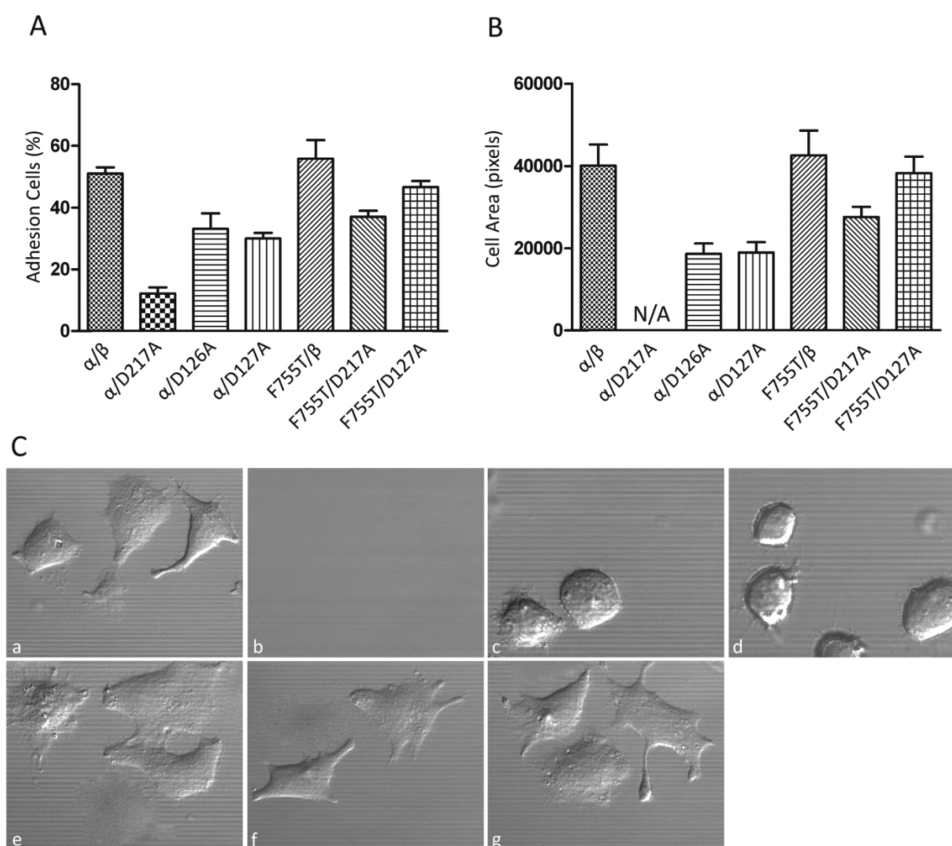 A
Adhesion Cells (%)
80
60
40
20
0
α/β
α/D217A
α/D126A
α/D127A
F755T/β
F755T/D217A
F755T/D127A
B
Cell Area (pixels)
60000
40000
20000
0
N/A
α/β
α/D217A
α/D126A
α/D127A
F755T/β
F755T/D217A
F755T/D127A
C
a
b
c
d
e
f
g